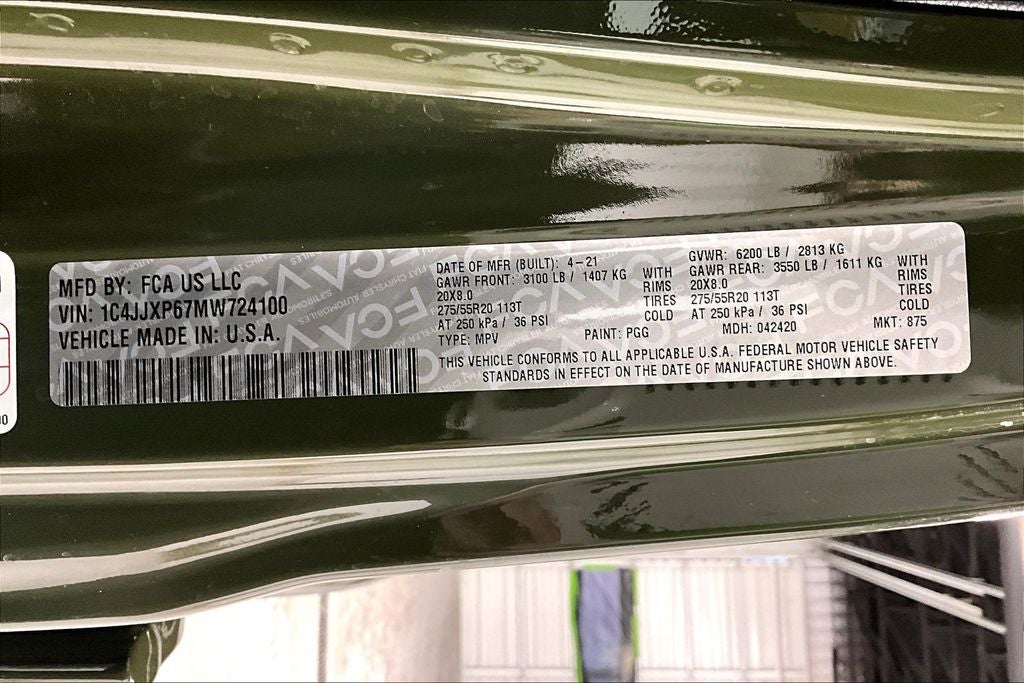 MFD BY: FCA US LLC
VIN: 1C4JJXP67MW724100
VEHICLE MADE IN: U.S.A.
DATE OF MFR (BUILT): 4-21
GAWR FRONT: 3100 LB / 1407 KG WITH
20X8.0 RIMS
275/55R20 113T TIRES
AT 250 kPa / 36 PSI COLD
TYPE: MPV PAINT: PGG
GVWR: 6200 LB / 2813 KG
GAWR REAR: 3550 LB / 1611 KG WITH
20X8.0 RIMS
275/55R20 113T TIRES
AT 250 kPa / 36 PSI COLD
MDH: 042420 MKT: 875
THIS VEHICLE CONFORMS TO ALL APPLICABLE U.S.A. FEDERAL MOTOR VEHICLE SAFETY
STANDARDS IN EFFECT ON THE DATE OF MANUFACTURE SHOWN ABOVE.